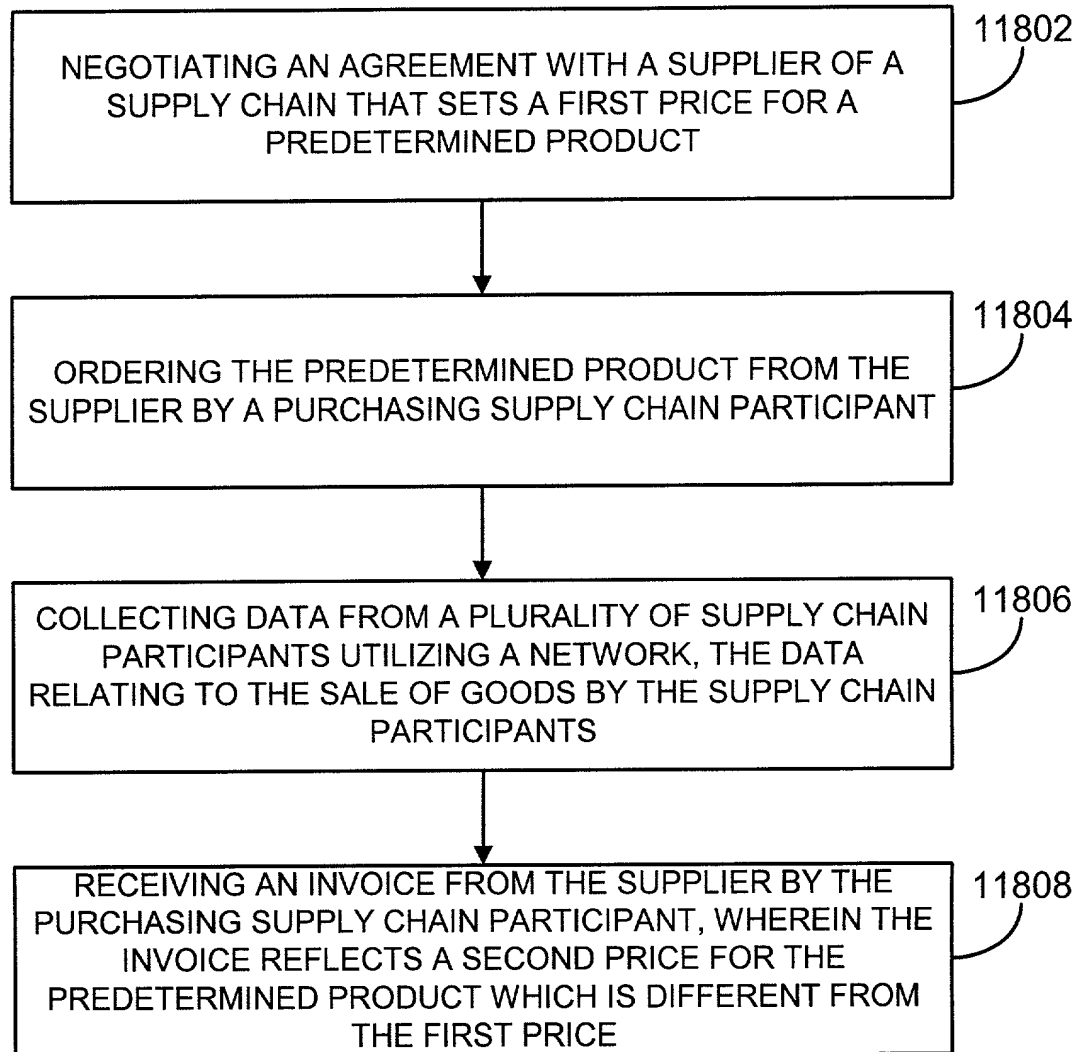 11802
NEGOTIATING AN AGREEMENT WITH A SUPPLIER OF A
SUPPLY CHAIN THAT SETS A FIRST PRICE FOR A
PREDETERMINED PRODUCT
11804
ORDERING THE PREDETERMINED PRODUCT FROM THE
SUPPLIER BY A PURCHASING SUPPLY CHAIN PARTICIPANT
11806
COLLECTING DATA FROM A PLURALITY OF SUPPLY CHAIN
PARTICIPANTS UTILIZING A NETWORK, THE DATA
RELATING TO THE SALE OF GOODS BY THE SUPPLY CHAIN
PARTICIPANTS
11808
RECEIVING AN INVOICE FROM THE SUPPLIER BY THE
PURCHASING SUPPLY CHAIN PARTICIPANT, WHEREIN THE
INVOICE REFLECTS A SECOND PRICE FOR THE
PREDETERMINED PRODUCT WHICH IS DIFFERENT FROM
THE FIRST PRICE